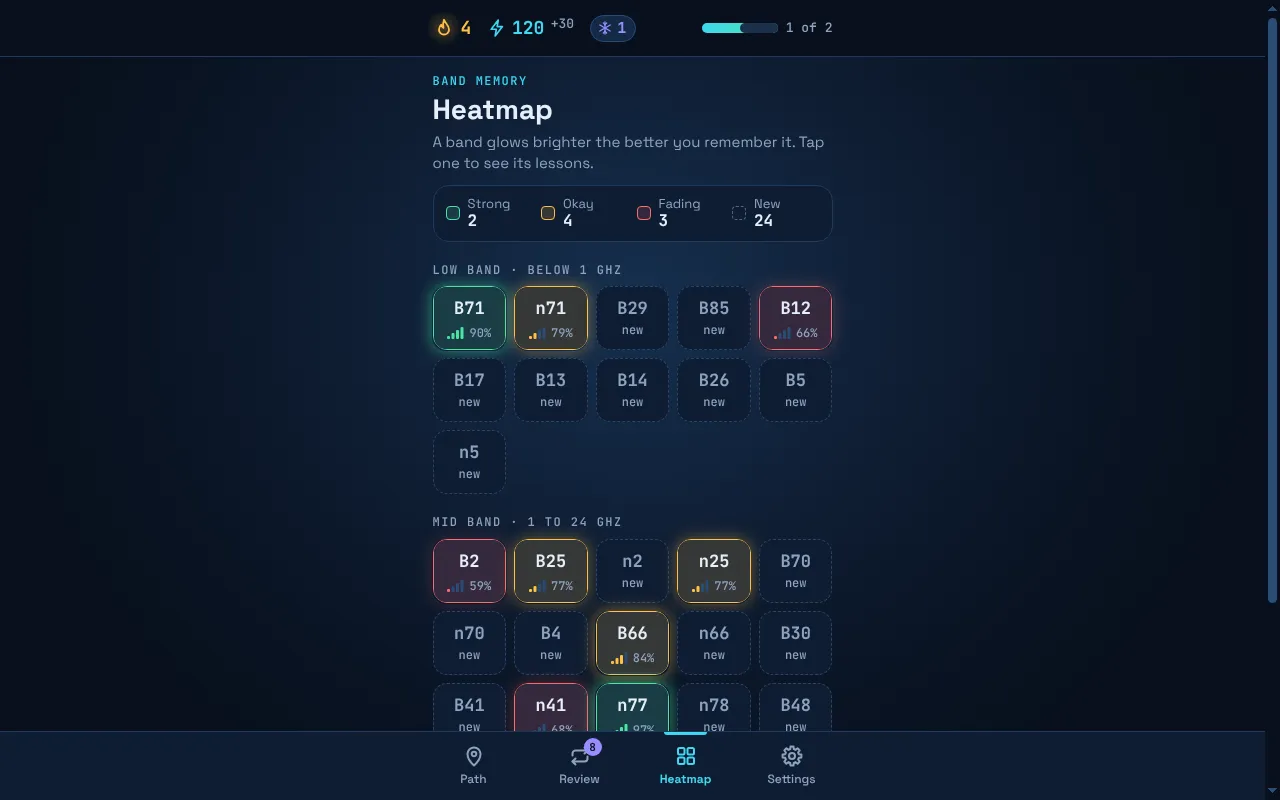 4 120 +30 1 1 of 2
BAND MEMORY
Heatmap
A band glows brighter the better you remember it. Tap
one to see its lessons.
Strong Okay Fading New
2 4 3 24
LOW BAND · BELOW 1 GHZ
B71 n71 B29 B85 B12
90% 79% new new 66%
B17 B13 B14 B26 B5
new new new new new
n5
new
MID BAND · 1 TO 24 GHZ
B2 B25 n2 n25 B70
59% 77% new 77% new
n70 B4 B66 n66 B30
new new 84% new new
B41 n41 n77 n78 B48
new 68% 97% new new
8
Path Review Heatmap Settings